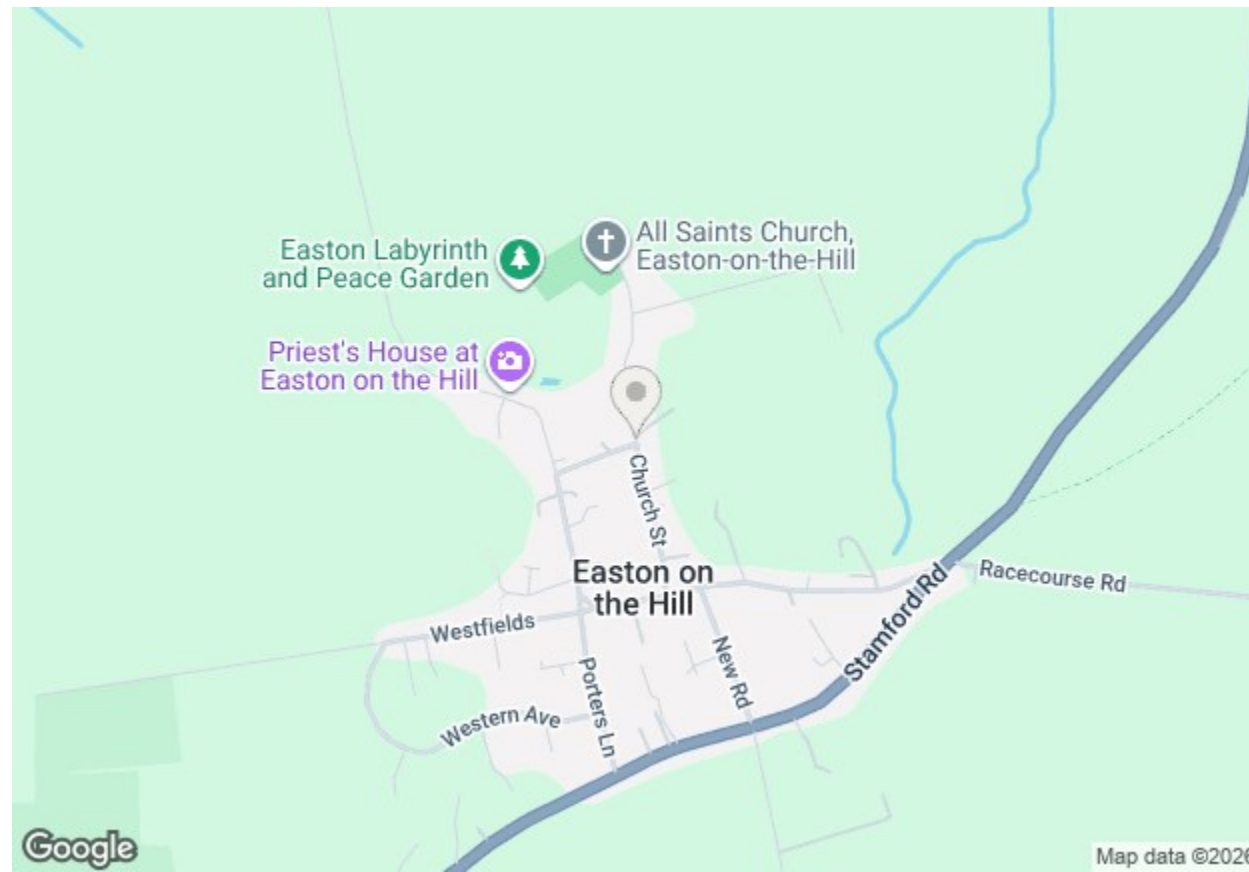 Easton Labyrinth
and Peace Garden
All Saints Church,
Easton-on-the-Hill
Priest's House at
Easton on the Hill
Church St
Easton on
the Hill
Racecourse Rd
Stamford Rd
Westfields
New Rd
Porters Ln
Western Ave
Google
Map data ©2026